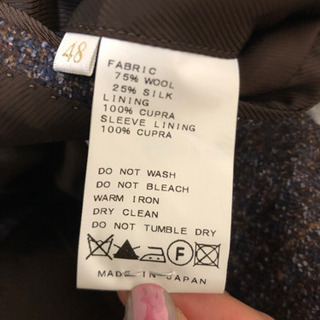 48
FABRIC
75% WOOL
25% SILK
LINING
100% CUPRA
SLEEVE LINING
100% CUPRA
DO NOT WASH
DO NOT BLEACH
WARM IRON
DRY CLEAN
DO NOT TUMBLE DRY
F
MADE IN JAPAN